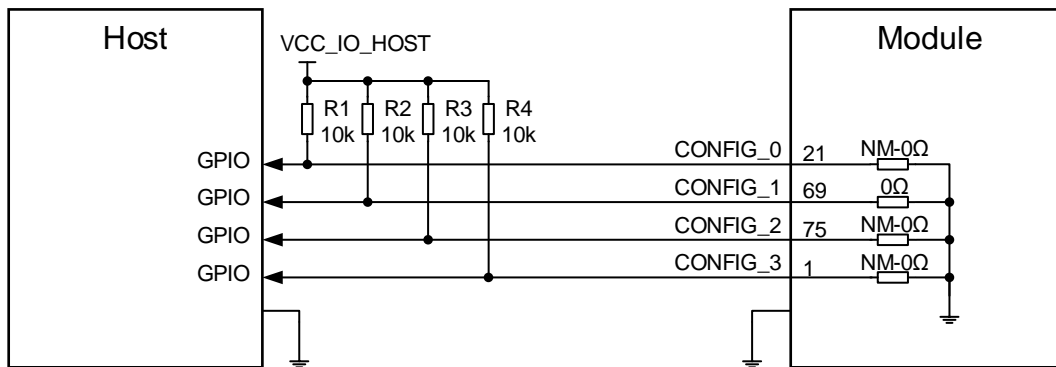 Host
Module
VCC_IO_HOST
R1 R2 R3 R4
10k 10k 10k 10k
GPIO CONFIG_0 21 NM-0Ω
GPIO CONFIG_1 69 0Ω
GPIO CONFIG_2 75 NM-0Ω
GPIO CONFIG_3 1 NM-0Ω